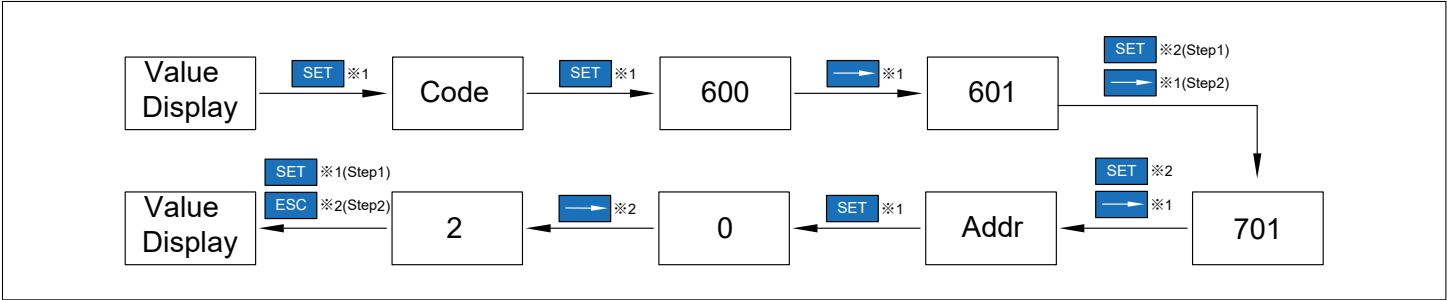 Value
Display
SET ※1
Code
SET ※1
600
※1
601
SET ※2(Step1)
※1(Step2)
701
SET ※2
※1
Addr
SET ※1
0
※2
2
SET ※1(Step1)
ESC ※2(Step2)
Value
Display